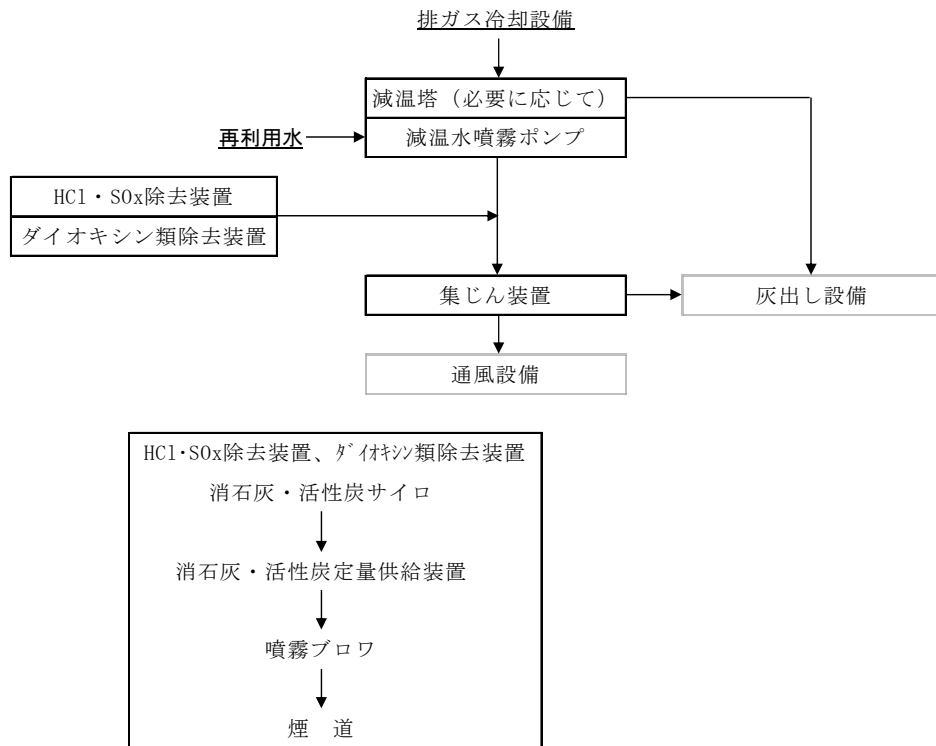 排ガス冷却設備
減温塔（必要に応じて）
再利用水
減温水噴霧ポンプ
HCl・SOx除去装置
ダイオキシン類除去装置
集じん装置
灰出し設備
通風設備
HCl･SOx除去装置、ﾀﾞｲｵｷｼﾝ類除去装置
消石灰・活性炭サイロ
消石灰・活性炭定量供給装置
噴霧ブロワ
煙　道